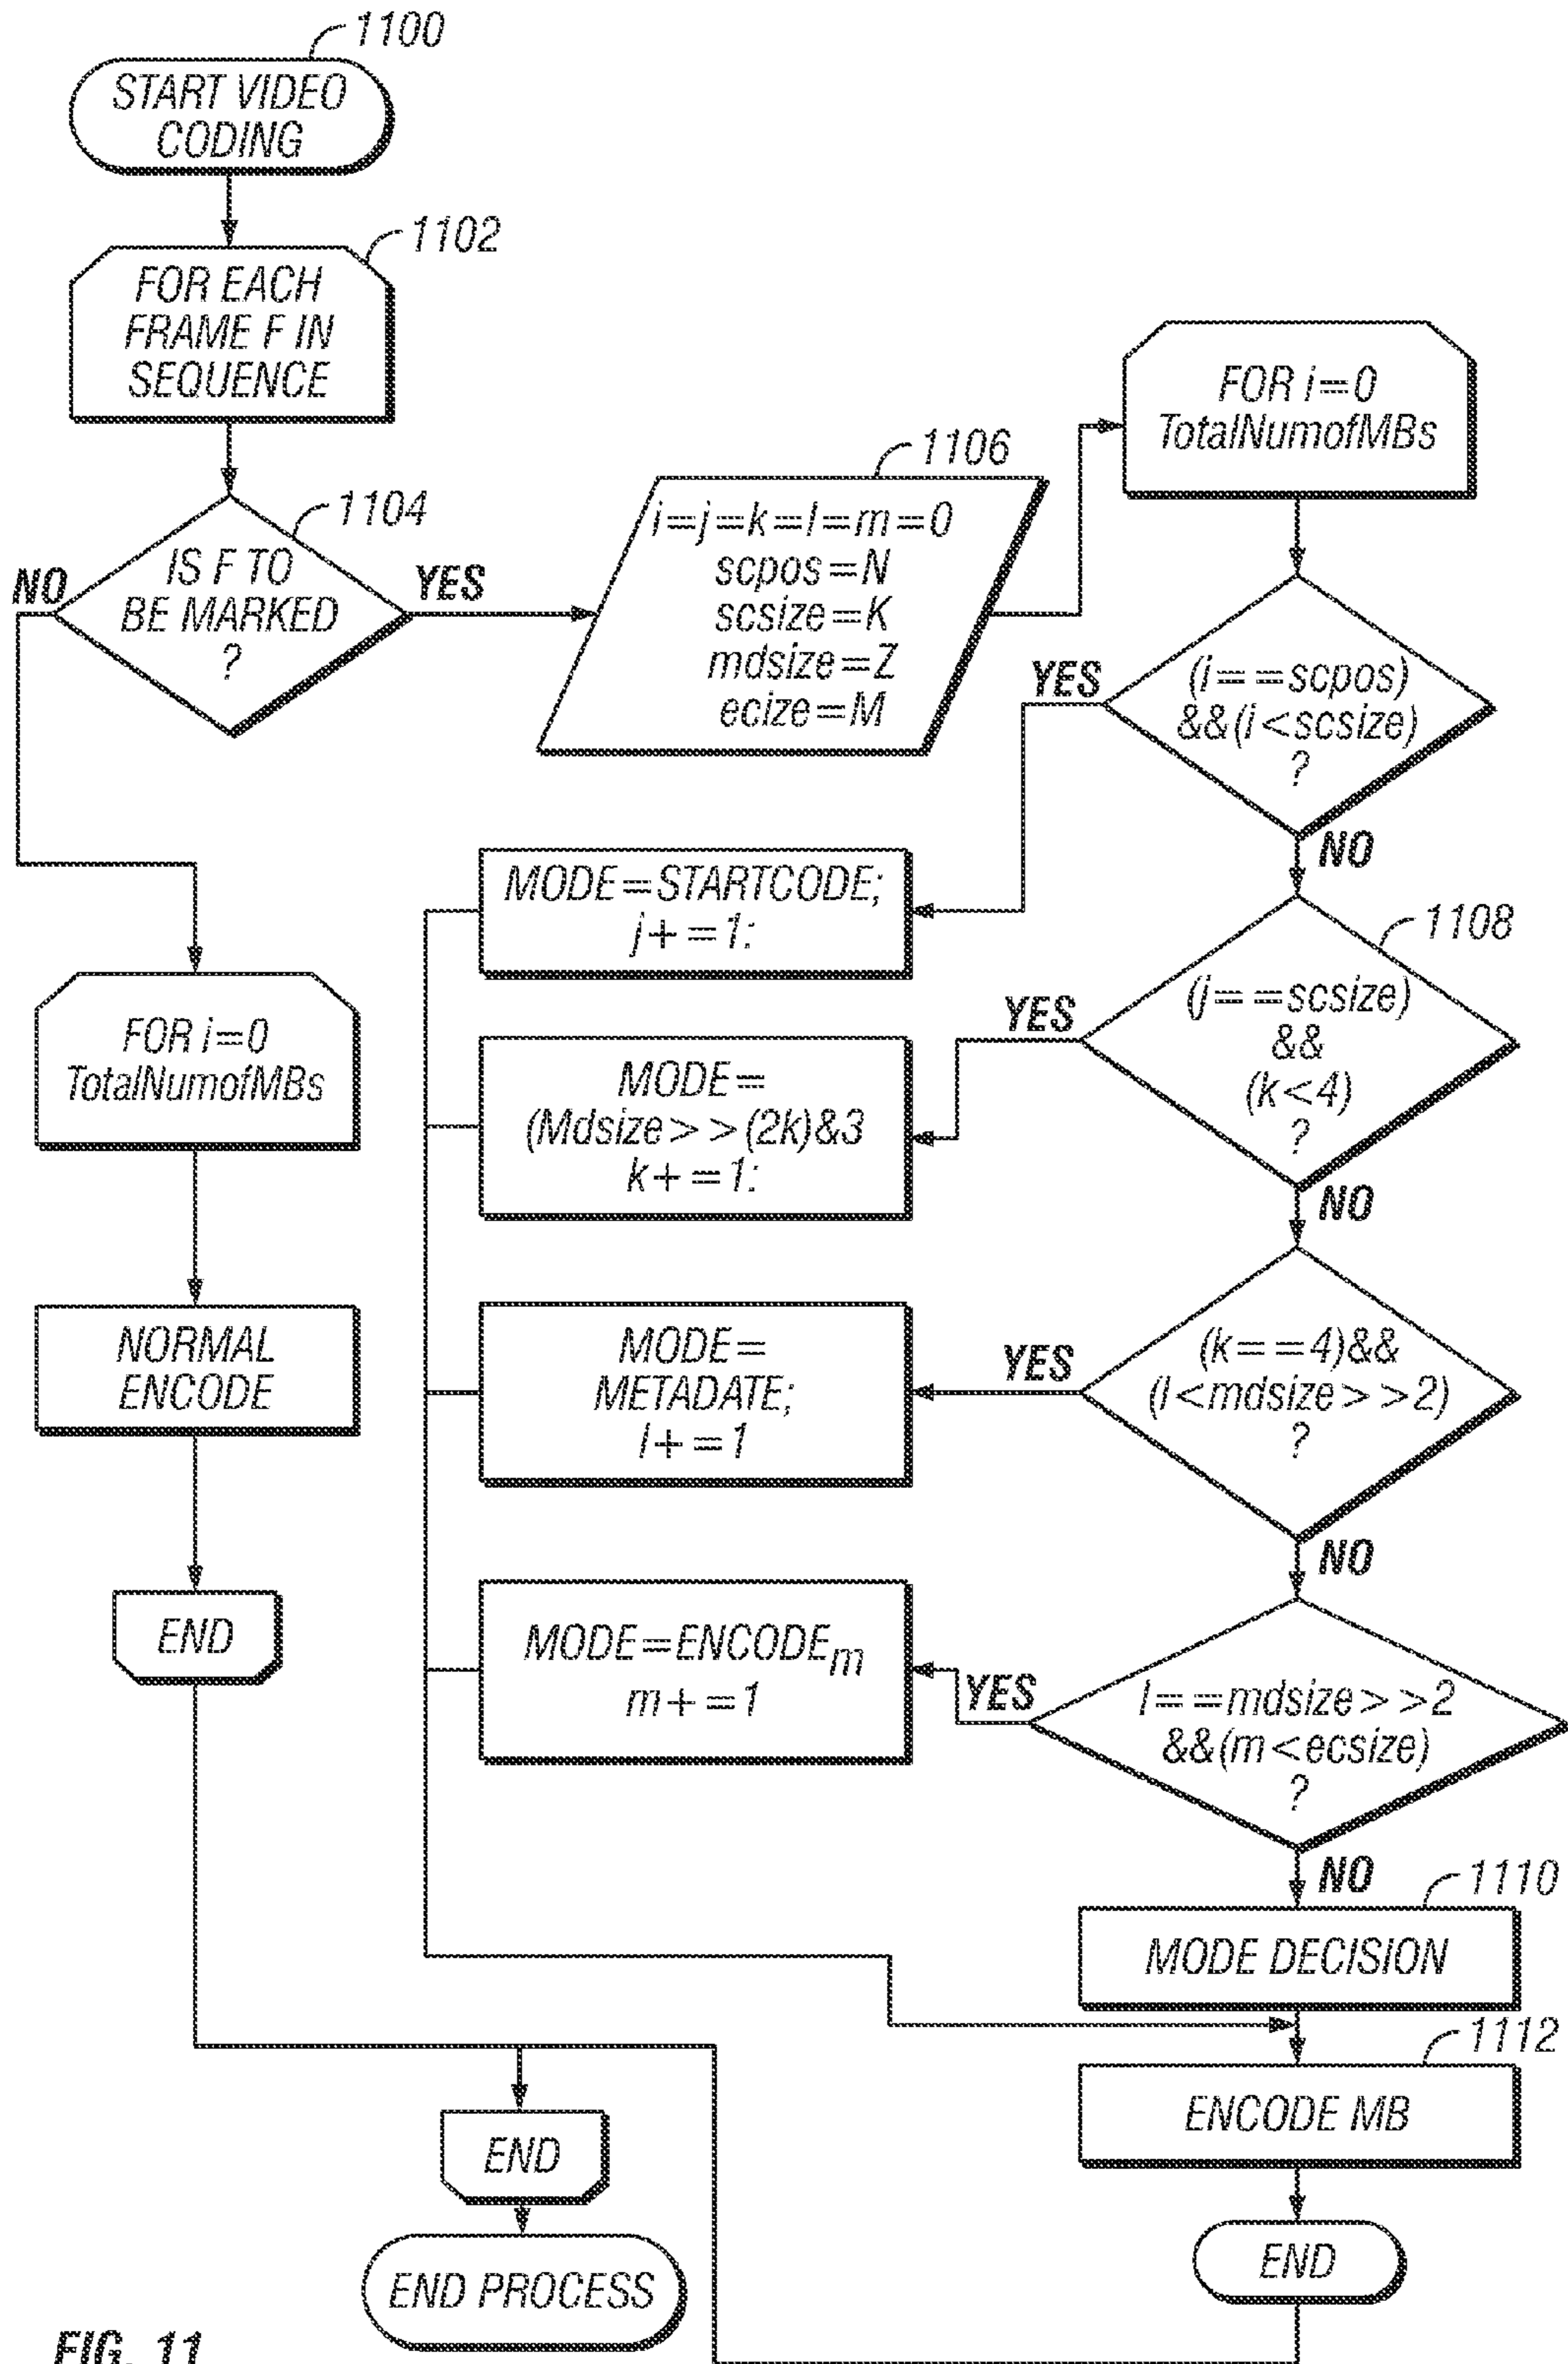 1100
START VIDEO
CODING
1102
FOR EACH
FRAME F IN
SEQUENCE
1104
IS F TO
BE MARKED
?
NO
YES
1106
i=j=k=l=m=0
scpos=N
scsize=K
mdsize=Z
ecize=M
FOR i=0
TotalNumofMBs
(i==scpos)
&&(i<scsize)
?
YES
NO
MODE=STARTCODE;
j+=1:
1108
(j==scsize)
&&
(k<4)
?
YES
NO
MODE=
(Mdsize>>(2k)&3
k+=1:
(k==4)&&
(l<mdsize>>2)
?
YES
NO
MODE=
METADATE;
l+=1
l==mdsize>>2
&&(m<ecsize)
?
YES
NO
MODE=ENCODEm
m+=1
1110
MODE DECISION
1112
ENCODE MB
END
FOR i=0
TotalNumofMBs
NORMAL
ENCODE
END
END
END PROCESS
FIG. 11